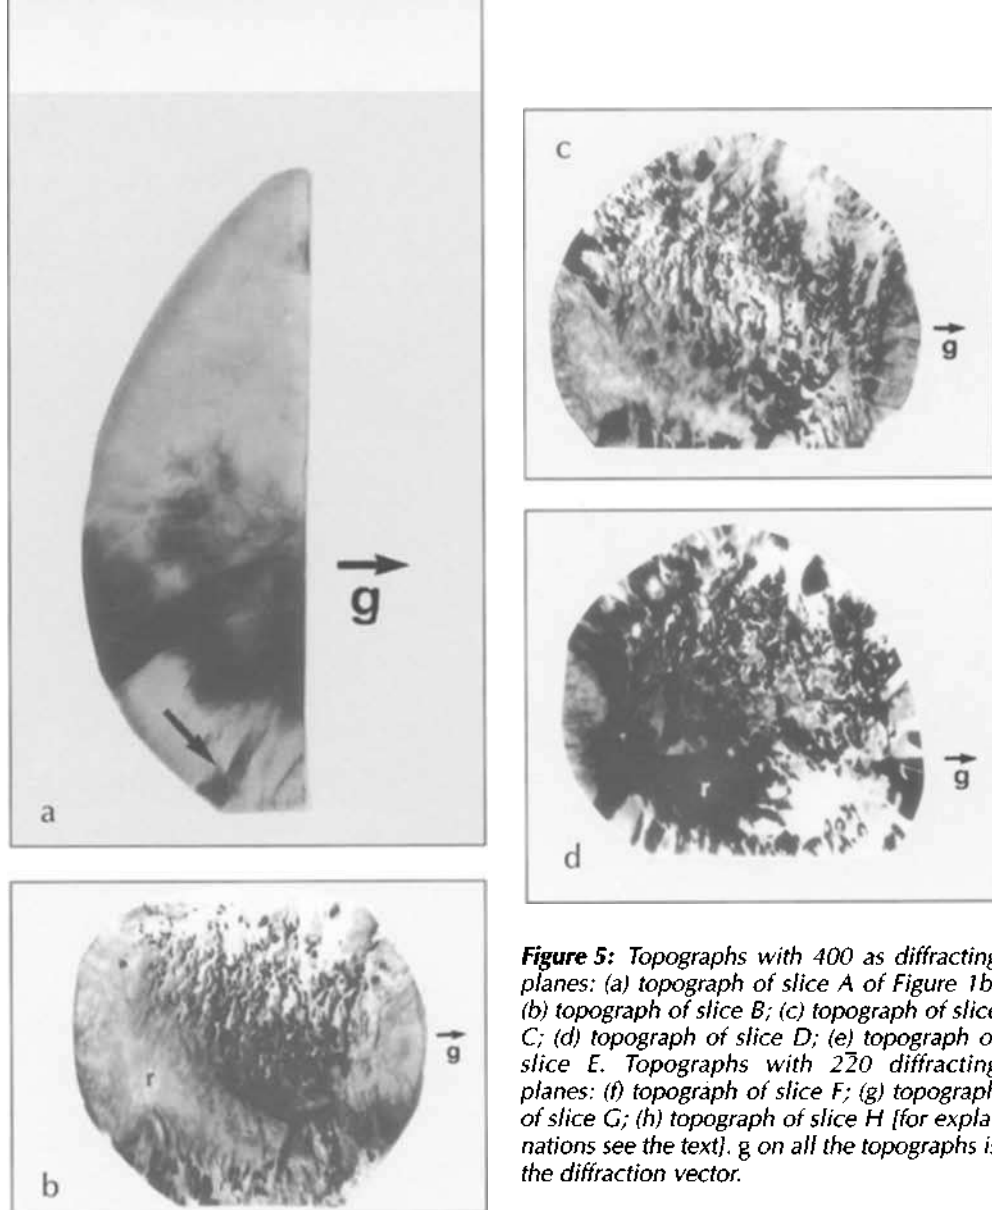 a
g
b
r
g
c
g
d
r
g
Figure 5: Topographs with 400 as diffracting
planes: (a) topograph of slice A of Figure 1b
(b) topograph of slice B; (c) topograph of slice
C; (d) topograph of slice D; (e) topograph o
slice E. Topographs with 22̄0 diffracting
planes: (f) topograph of slice F; (g) topograph
of slice G; (h) topograph of slice H [for expla
nations see the text]. g on all the topographs is
the diffraction vector.